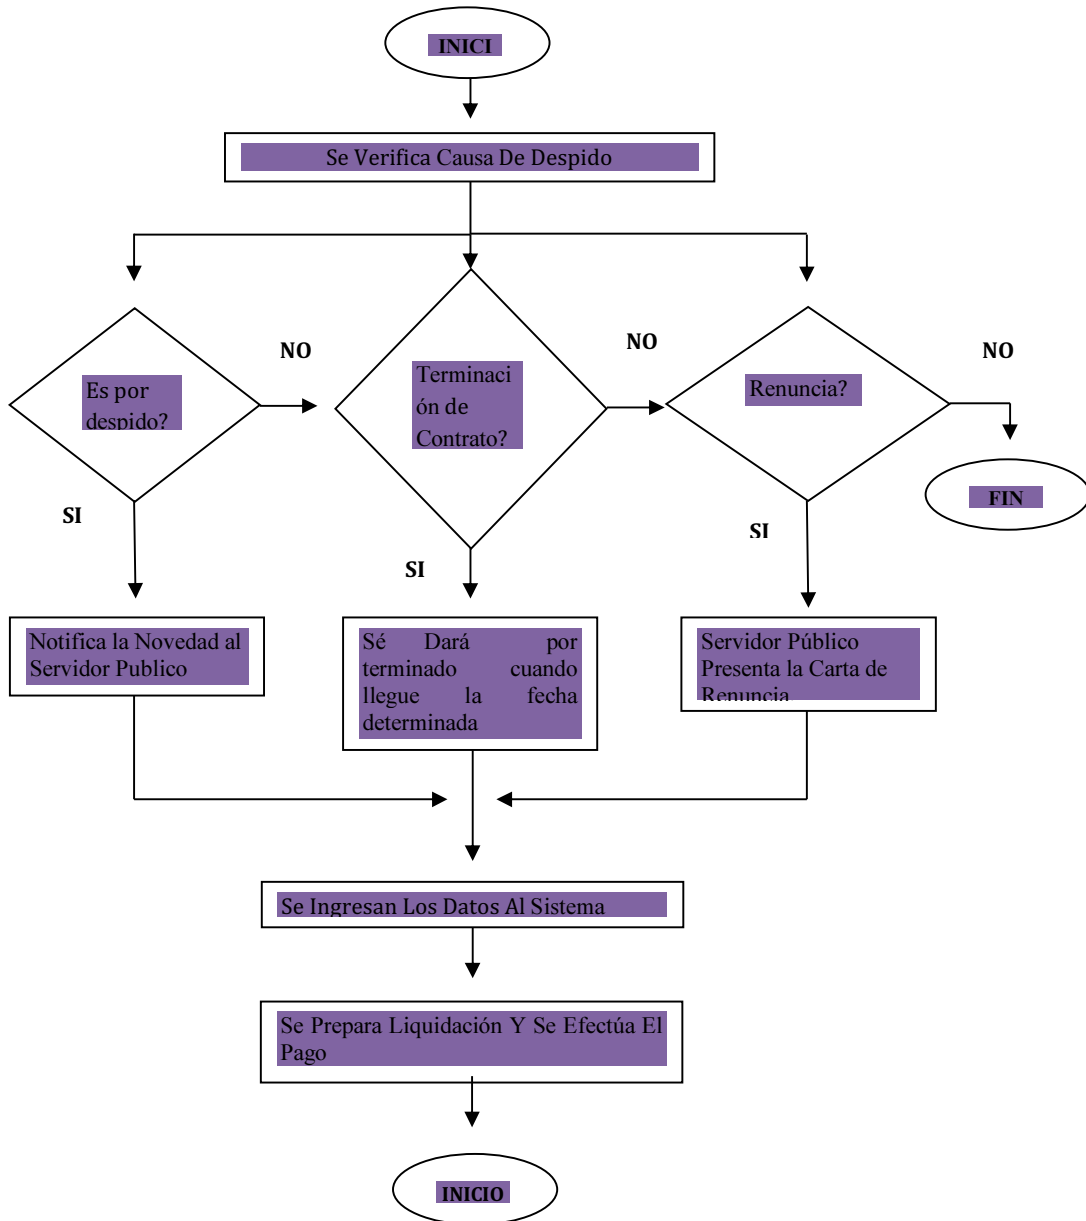 INICI
Se Verifica Causa De Despido
NO
NO
NO
Es por
despido?
Terminaci
ón de
Contrato?
Renuncia?
FIN
SI
SI
SI
Notifica la Novedad al
Servidor Publico
Sé Dará por
terminado cuando
llegue la fecha
determinada
Servidor Público
Presenta la Carta de
Renuncia
Se Ingresan Los Datos Al Sistema
Se Prepara Liquidación Y Se Efectúa El
Pago
INICIO